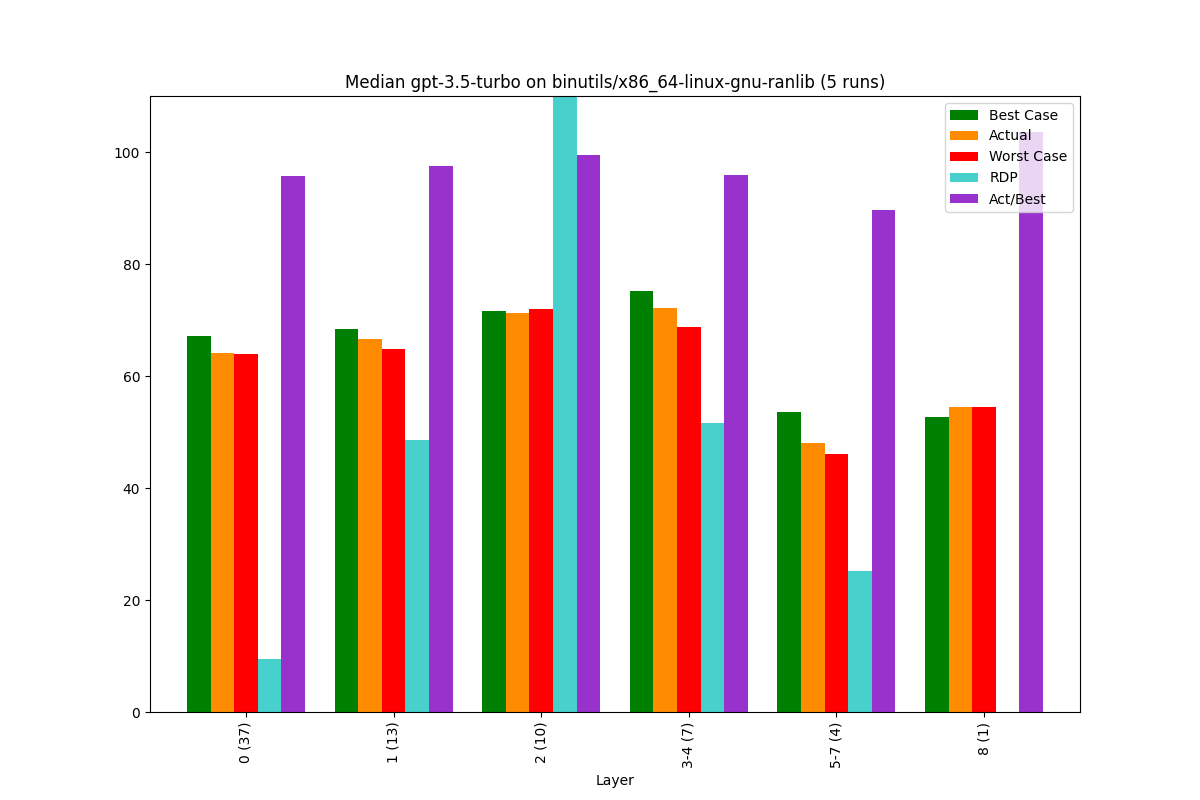 Median gpt-3.5-turbo on binutils/x86_64-linux-gnu-ranlib (5 runs)
Best Case
Actual
Worst Case
RDP
Act/Best
100
80
60
40
20
0
0 (37)
1 (13)
2 (10)
3-4 (7)
5-7 (4)
8 (1)
Layer